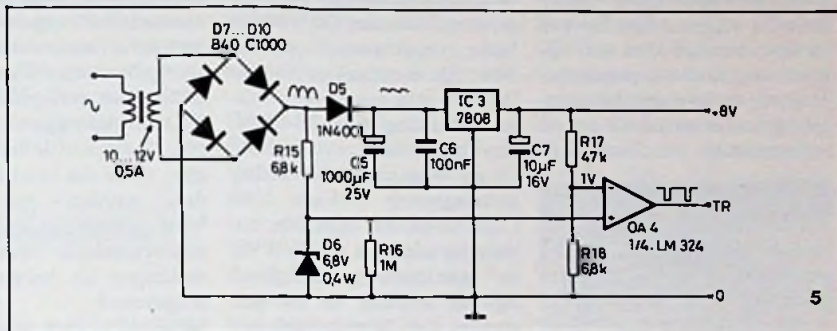 D7...D10
B40 C1000
D5
1N4001
IC 3
7808
+8V
10...12V
0,5A
R15
6,8k
C5
1000µF
25V
C6
100nF
C7
10µF
16V
R17
47k
1V
-
+
TR
OA 4
1/4. LM 324
D6
6,8V
0,4W
R16
1M
R18
6,8k
0
5